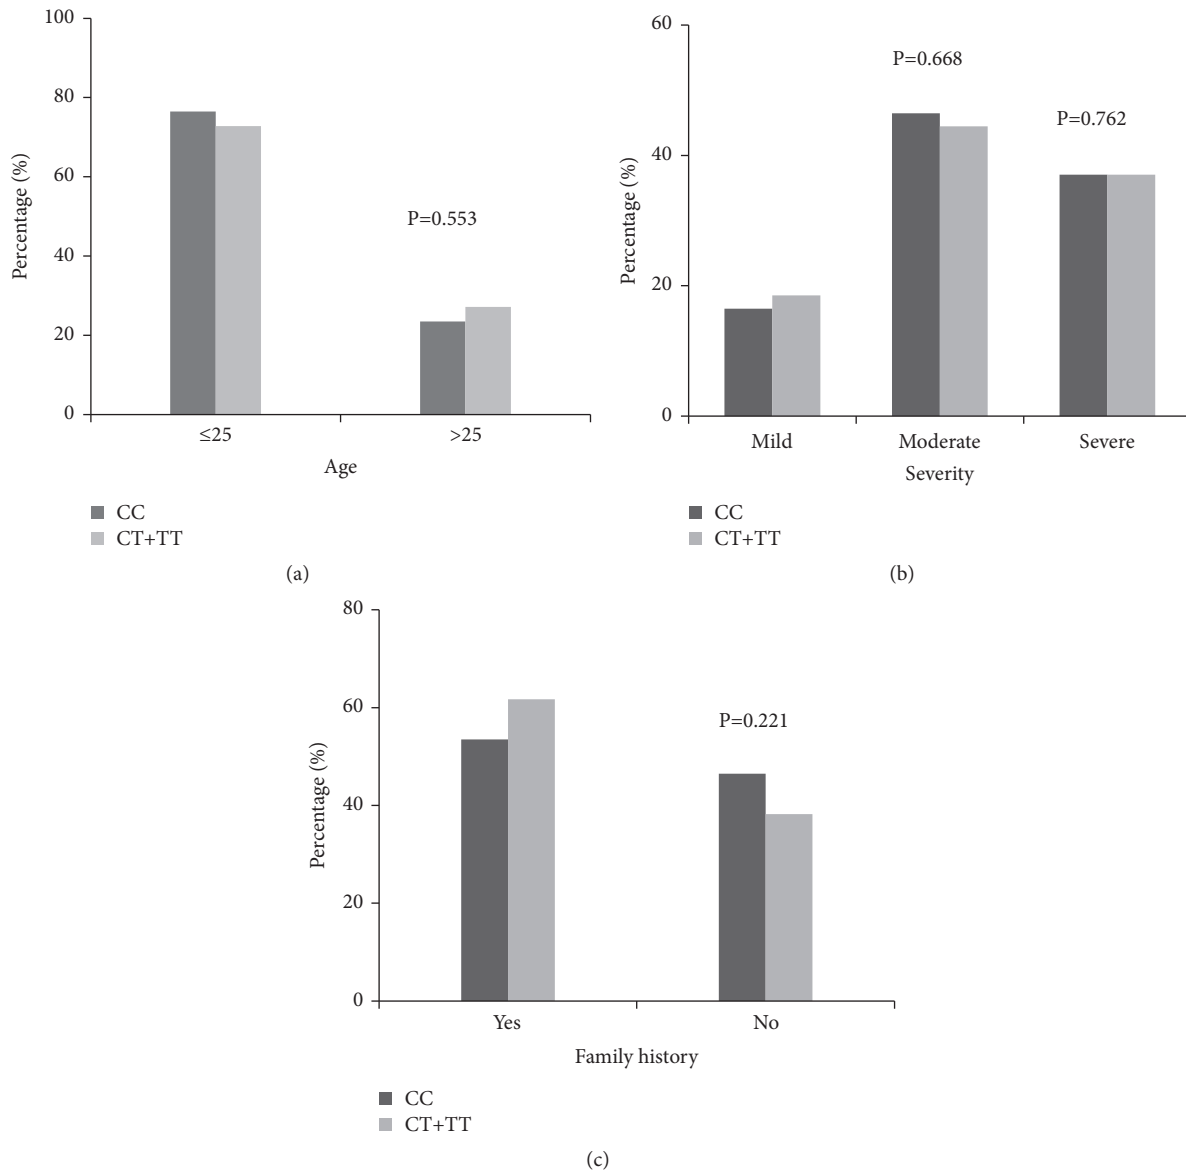 100
80
60
40
20
0
Percentage (%)
P=0.553
≤25
>25
Age
CC
CT+TT
(a)
60
40
20
0
Percentage (%)
P=0.668
P=0.762
Mild
Moderate
Severe
Severity
CC
CT+TT
(b)
80
60
40
20
0
Percentage (%)
P=0.221
Yes
No
Family history
CC
CT+TT
(c)